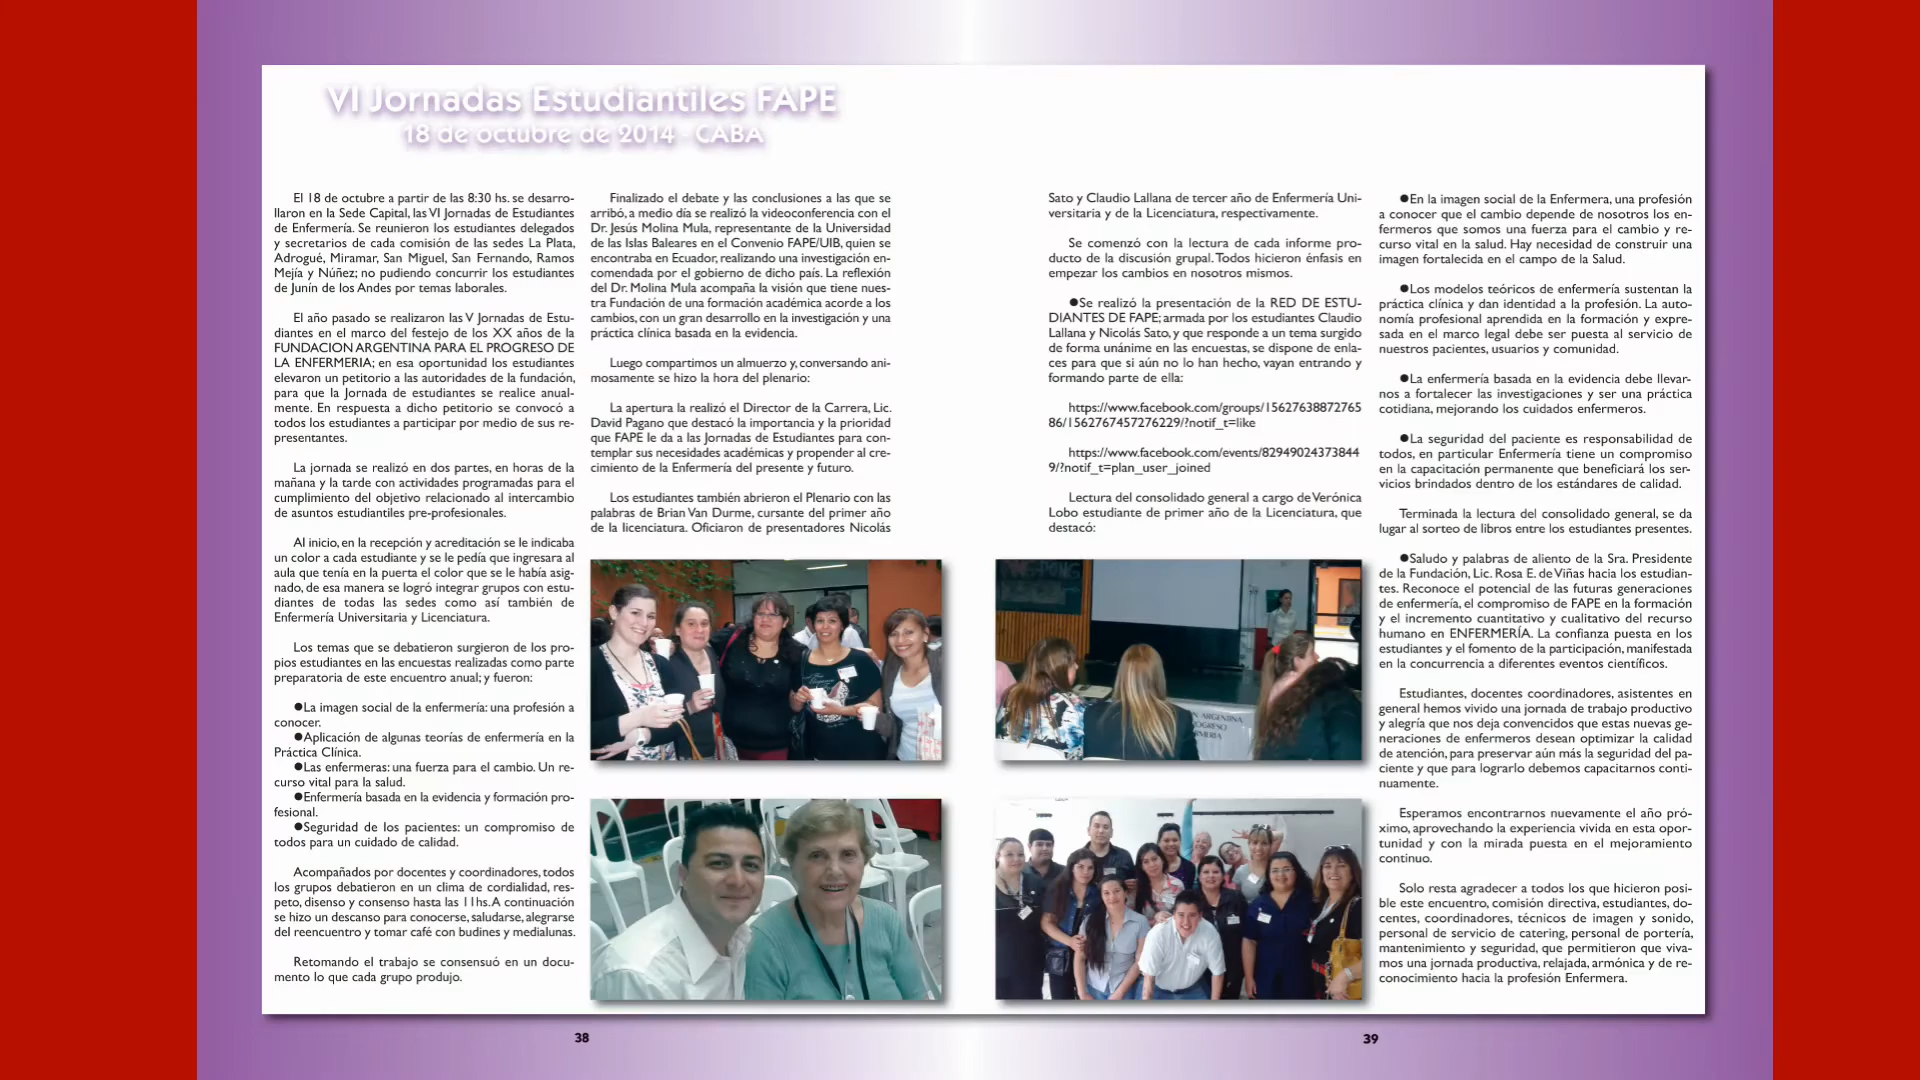 VI Jornadas Estudiantiles FAPE
18 de octubre de 2014 - CABA
El 18 de octubre a partir de las 8:30 hs. se desarro-
llaron en la Sede Capital, las VI Jornadas de Estudiantes
de Enfermería. Se reunieron los estudiantes delegados
y secretarios de cada comisión de las sedes La Plata,
Adrogué, Miramar, San Miguel, San Fernando, Ramos
Mejía y Núñez; no pudiendo concurrir los estudiantes
de Junín de los Andes por temas laborales.
El año pasado se realizaron las V Jornadas de Estu-
diantes en el marco del festejo de los XX años de la
FUNDACION ARGENTINA PARA EL PROGRESO DE
LA ENFERMERIA; en esa oportunidad los estudiantes
elevaron un petitorio a las autoridades de la fundación,
para que la Jornada de estudiantes se realice anual-
mente. En respuesta a dicho petitorio se convocó a
todos los estudiantes a participar por medio de sus re-
presentantes.
La jornada se realizó en dos partes, en horas de la
mañana y la tarde con actividades programadas para el
cumplimiento del objetivo relacionado al intercambio
de asuntos estudiantiles pre-profesionales.
Al inicio, en la recepción y acreditación se le indicaba
un color a cada estudiante y se le pedía que ingresara al
aula que tenía en la puerta el color que se le había asig-
nado, de esa manera se logró integrar grupos con estu-
diantes de todas las sedes como así también de
Enfermería Universitaria y Licenciatura.
Los temas que se debatieron surgieron de los pro-
pios estudiantes en las encuestas realizadas como parte
preparatoria de este encuentro anual; y fueron:
●La imagen social de la enfermería: una profesión a
conocer.
●Aplicación de algunas teorías de enfermería en la
Práctica Clínica.
●Las enfermeras: una fuerza para el cambio. Un re-
curso vital para la salud.
●Enfermería basada en la evidencia y formación pro-
fesional.
●Seguridad de los pacientes: un compromiso de
todos para un cuidado de calidad.
Acompañados por docentes y coordinadores, todos
los grupos debatieron en un clima de cordialidad, res-
peto, disenso y consenso hasta las 11hs. A continuación
se hizo un descanso para conocerse, saludarse, alegrarse
del reencuentro y tomar café con budines y medialunas.
Retomando el trabajo se consensuó en un docu-
mento lo que cada grupo produjo.
Finalizado el debate y las conclusiones a las que se
arribó, a medio día se realizó la videoconferencia con el
Dr. Jesús Molina Mula, representante de la Universidad
de las Islas Baleares en el Convenio FAPE/UIB, quien se
encontraba en Ecuador, realizando una investigación en-
comendada por el gobierno de dicho país. La reflexión
del Dr. Molina Mula acompaña la visión que tiene nues-
tra Fundación de una formación académica acorde a los
cambios, con un gran desarrollo en la investigación y una
práctica clínica basada en la evidencia.
Luego compartimos un almuerzo y, conversando ani-
mosamente se hizo la hora del plenario:
La apertura la realizó el Director de la Carrera, Lic.
David Pagano que destacó la importancia y la prioridad
que FAPE le da a las Jornadas de Estudiantes para con-
templar sus necesidades académicas y propender al cre-
cimiento de la Enfermería del presente y futuro.
Los estudiantes también abrieron el Plenario con las
palabras de Brian Van Durme, cursante del primer año
de la licenciatura. Oficiaron de presentadores Nicolás
Sato y Claudio Lallana de tercer año de Enfermería Uni-
versitaria y de la Licenciatura, respectivamente.
Se comenzó con la lectura de cada informe pro-
ducto de la discusión grupal. Todos hicieron énfasis en
empezar los cambios en nosotros mismos.
●Se realizó la presentación de la RED DE ESTU-
DIANTES DE FAPE; armada por los estudiantes Claudio
Lallana y Nicolás Sato, y que responde a un tema surgido
de forma unánime en las encuestas, se dispone de enla-
ces para que si aún no lo han hecho, vayan entrando y
formando parte de ella:
https://www.facebook.com/groups/15627638872765
86/1562767457276229/?notif_t=like
https://www.facebook.com/events/82949024373844
9/?notif_t=plan_user_joined
Lectura del consolidado general a cargo de Verónica
Lobo estudiante de primer año de la Licenciatura, que
destacó:
N ARGENTINA
OGRESO
RMERIA
●En la imagen social de la Enfermera, una profesión
a conocer que el cambio depende de nosotros los en-
fermeros que somos una fuerza para el cambio y re-
curso vital en la salud. Hay necesidad de construir una
imagen fortalecida en el campo de la Salud.
●Los modelos teóricos de enfermería sustentan la
práctica clínica y dan identidad a la profesión. La auto-
nomía profesional aprendida en la formación y expre-
sada en el marco legal debe ser puesta al servicio de
nuestros pacientes, usuarios y comunidad.
●La enfermería basada en la evidencia debe llevar-
nos a fortalecer las investigaciones y ser una práctica
cotidiana, mejorando los cuidados enfermeros.
●La seguridad del paciente es responsabilidad de
todos, en particular Enfermería tiene un compromiso
en la capacitación permanente que beneficiará los ser-
vicios brindados dentro de los estándares de calidad.
Terminada la lectura del consolidado general, se da
lugar al sorteo de libros entre los estudiantes presentes.
●Saludo y palabras de aliento de la Sra. Presidente
de la Fundación, Lic. Rosa E. de Viñas hacia los estudian-
tes. Reconoce el potencial de las futuras generaciones
de enfermería, el compromiso de FAPE en la formación
y el incremento cuantitativo y cualitativo del recurso
humano en ENFERMERÍA. La confianza puesta en los
estudiantes y el fomento de la participación, manifestada
en la concurrencia a diferentes eventos científicos.
Estudiantes, docentes coordinadores, asistentes en
general hemos vivido una jornada de trabajo productivo
y alegría que nos deja convencidos que estas nuevas ge-
neraciones de enfermeros desean optimizar la calidad
de atención, para preservar aún más la seguridad del pa-
ciente y que para lograrlo debemos capacitarnos conti-
nuamente.
Esperamos encontrarnos nuevamente el año pró-
ximo, aprovechando la experiencia vivida en esta opor-
tunidad y con la mirada puesta en el mejoramiento
continuo.
Solo resta agradecer a todos los que hicieron posi-
ble este encuentro, comisión directiva, estudiantes, do-
centes, coordinadores, técnicos de imagen y sonido,
personal de servicio de catering, personal de portería,
mantenimiento y seguridad, que permitieron que viva-
mos una jornada productiva, relajada, armónica y de re-
conocimiento hacia la profesión Enfermera.
38
39